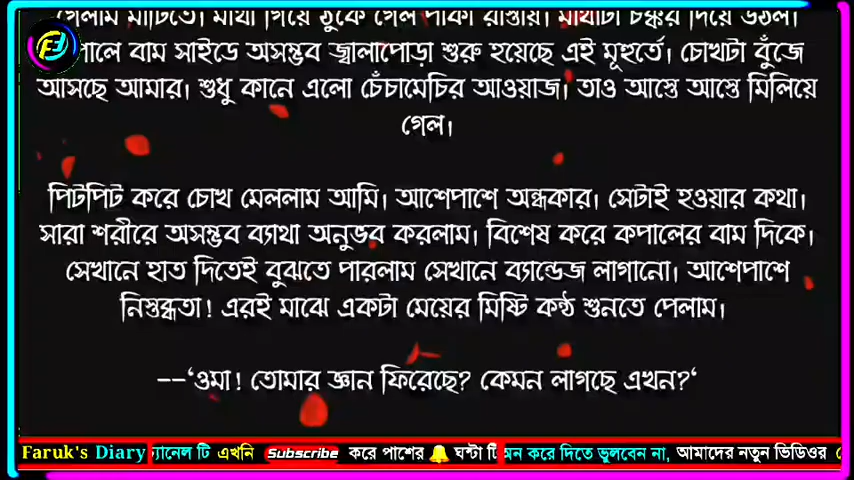 গেলাম মাটিতে। মাথা গিয়ে ঠুকে গেল পাকা রাস্তায়। মাথাটা চক্কর দিয়ে উঠল।
পালে বাম সাইডে অসম্ভব জ্বালাপোড়া শুরু হয়েছে এই মূহুর্তে। চোখটা বুঁজে
আসছে আমার। শুধু কানে এলো চেঁচামেচির আওয়াজ। তাও আস্তে আস্তে মিলিয়ে
গেল।
পিটপিট করে চোখ মেললাম আমি। আশেপাশে অন্ধকার। সেটাই হওয়ার কথা।
সারা শরীরে অসম্ভব ব্যাথা অনুভব করলাম। বিশেষ করে কপালের বাম দিকে।
সেখানে হাত দিতেই বুঝতে পারলাম সেখানে ব্যান্ডেজ লাগানো। আশেপাশে
নিস্তব্ধতা! এরই মাঝে একটা মেয়ের মিষ্টি কন্ঠ শুনতে পেলাম।
--‘ওমা! তোমার জ্ঞান ফিরেছে? কেমন লাগছে এখন?‘
Faruk's Diary চ্যানেল টি এখনি Subscribe করে পাশের 🔔 ঘন্টা টি অন করে দিতে ভুলবেন না, আমাদের নতুন ভিডিওর